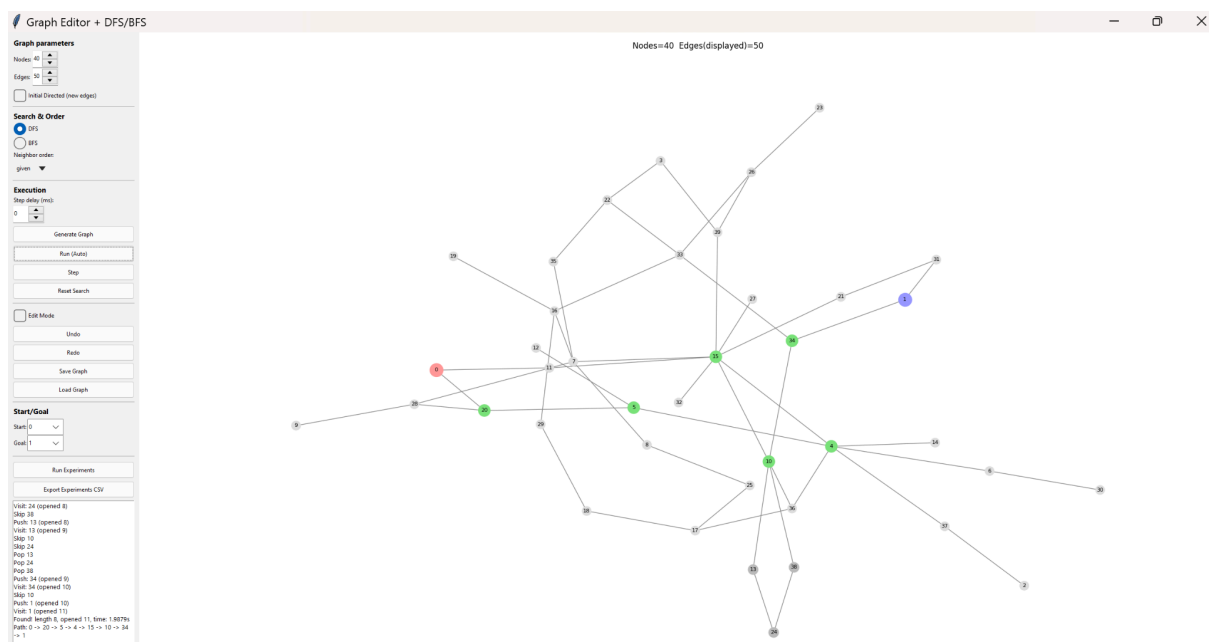 Graph Editor + DFS/BFS
Graph parameters
Nodes: 40
Edges: 50
Initial Directed (new edges)
Search & Order
DFS
BFS
Neighbor order:
given
Execution
Step delay (ms):
0
Generate Graph
Run (Auto)
Step
Reset Search
Edit Mode
Undo
Redo
Save Graph
Load Graph
Start/Goal
Start: 0
Goal: 1
Run Experiments
Export Experiments CSV
Visit: 24 (opened 8)
Skip 38
Push: 13 (opened 8)
Visit: 13 (opened 9)
Skip 10
Skip 24
Pop 13
Pop 24
Pop 38
Push: 34 (opened 9)
Visit: 34 (opened 10)
Skip 10
Push: 1 (opened 10)
Visit: 1 (opened 11)
Found! length 8, opened 11, time: 1.9879s
Path: 0 -> 20 -> 5 -> 4 -> 15 -> 10 -> 34
-> 1
Nodes=40 Edges(displayed)=50
23
3
26
22
39
33
19
35
31
21
27
1
16
34
12
15
7
11
0
32
28
20
5
9
29
14
8
4
10
6
25
30
36
18
17
37
13
38
2
24